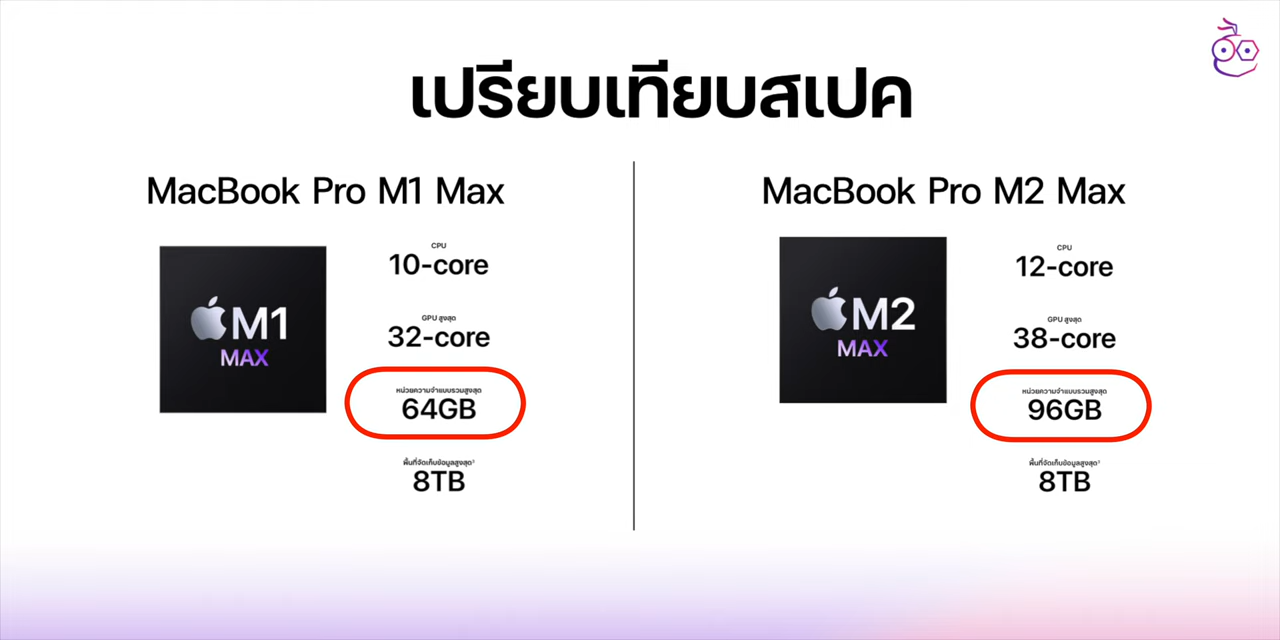 เปรียบเทียบสเปค
MacBook Pro M1 Max
M1
MAX
CPU
10-core
GPU สูงสุด
32-core
หน่วยความจำแบบรวมสูงสุด
64GB
พื้นที่จัดเก็บข้อมูลสูงสุด²
8TB
MacBook Pro M2 Max
M2
MAX
CPU
12-core
GPU สูงสุด
38-core
หน่วยความจำแบบรวมสูงสุด
96GB
พื้นที่จัดเก็บข้อมูลสูงสุด²
8TB